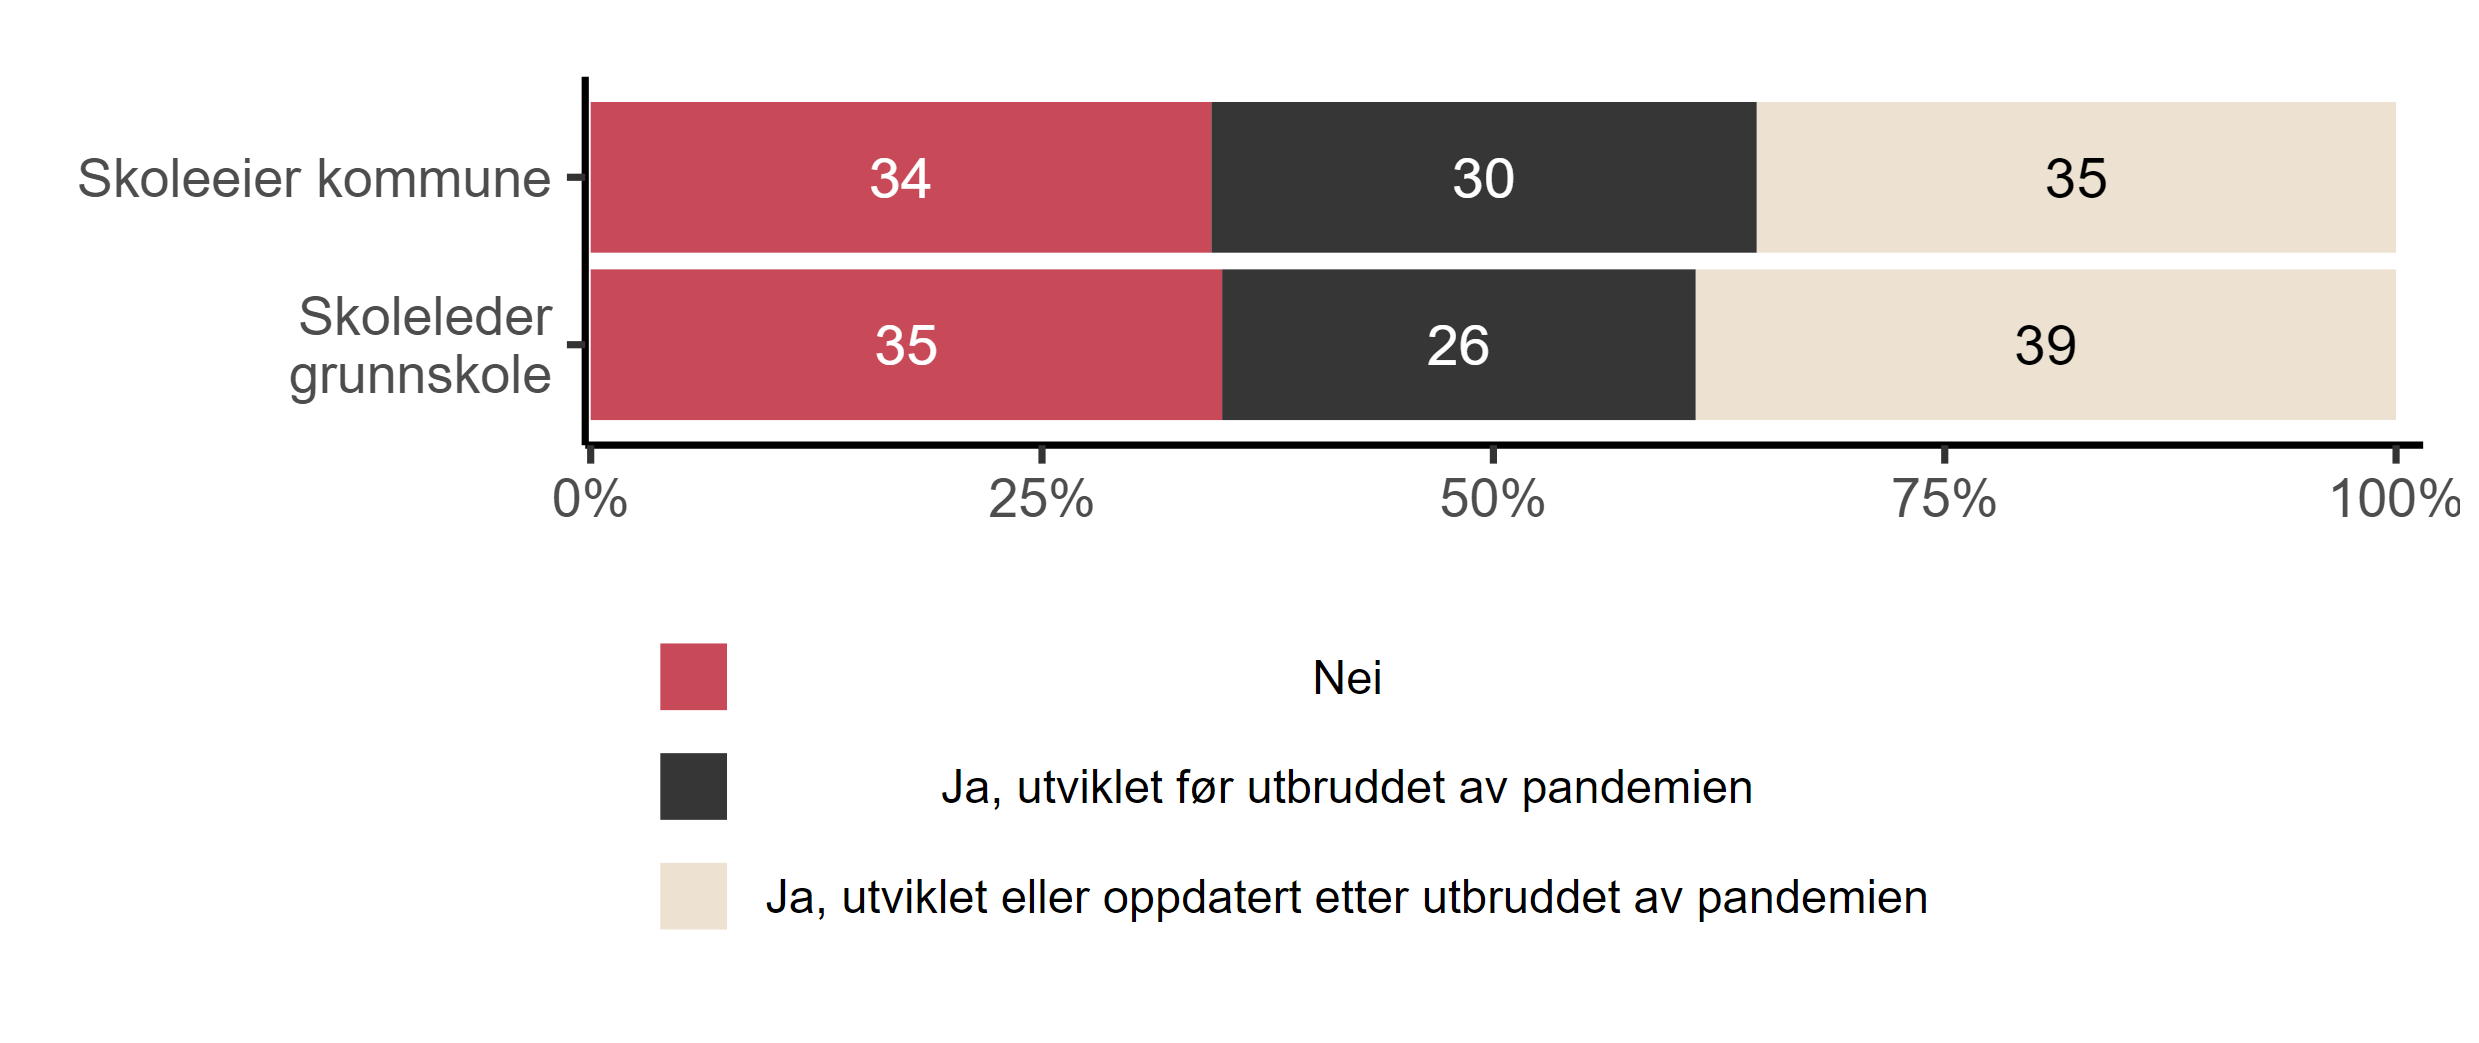 Skoleeier kommune
34
30
35
Skoleleder
grunnskole
35
26
39
0%
25%
50%
75%
100%
Nei
Ja, utviklet før utbruddet av pandemien
Ja, utviklet eller oppdatert etter utbruddet av pandemien